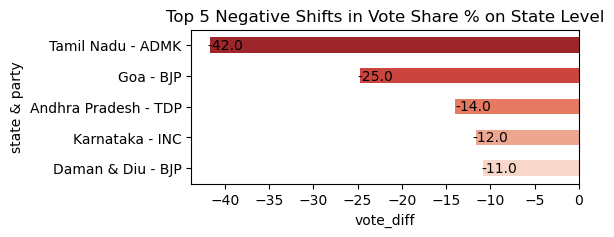 Top 5 Negative Shifts in Vote Share % on State Level
state & party
Tamil Nadu - ADMK
-42.0
Goa - BJP
-25.0
Andhra Pradesh - TDP
-14.0
Karnataka - INC
-12.0
Daman & Diu - BJP
-11.0
−40 −35 −30 −25 −20 −15 −10 −5 0
vote_diff